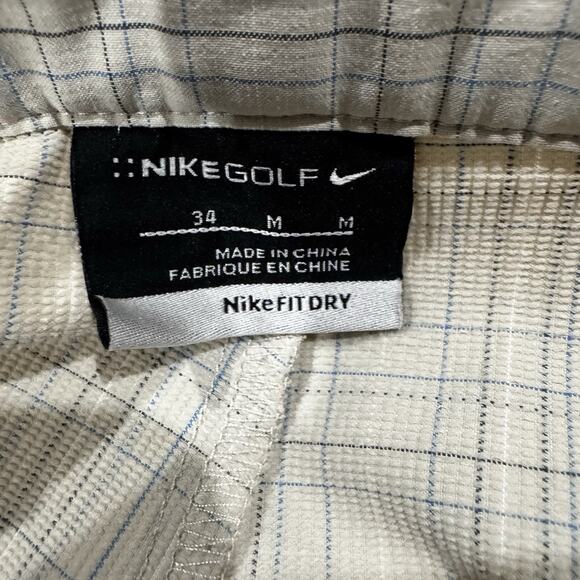 NIKEGOLF
34 M M
MADE IN CHINA
FABRIQUE EN CHINE
NikeFITDRY